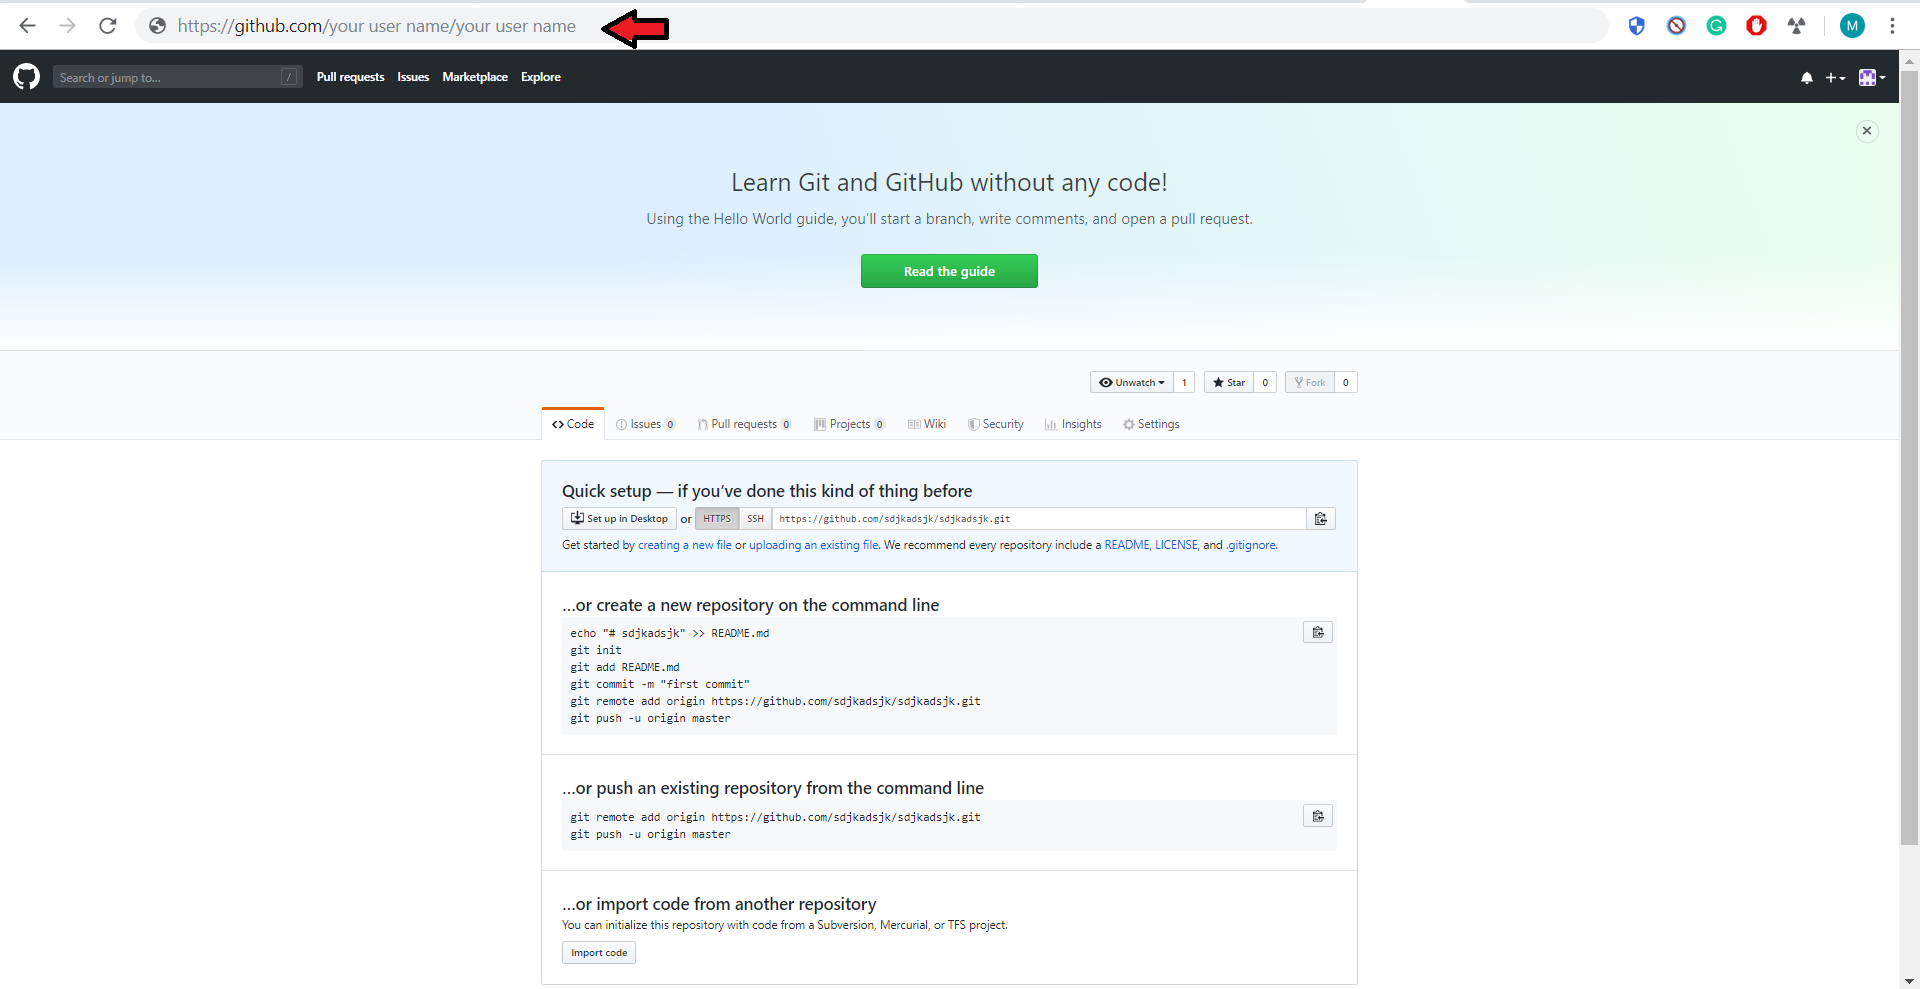 https://github.com/your user name/your user name
M
Search or jump to... /
Pull requests Issues Marketplace Explore
Learn Git and GitHub without any code!
Using the Hello World guide, you'll start a branch, write comments, and open a pull request.
Read the guide
Unwatch 1 Star 0 Fork 0
Code Issues 0 Pull requests 0 Projects 0 Wiki Security Insights Settings
Quick setup — if you've done this kind of thing before
Set up in Desktop or HTTPS SSH https://github.com/sdjkadsjk/sdjkadsjk.git
Get started by creating a new file or uploading an existing file. We recommend every repository include a README, LICENSE, and .gitignore.
...or create a new repository on the command line
echo "# sdjkadsjk" >> README.md
git init
git add README.md
git commit -m "first commit"
git remote add origin https://github.com/sdjkadsjk/sdjkadsjk.git
git push -u origin master
...or push an existing repository from the command line
git remote add origin https://github.com/sdjkadsjk/sdjkadsjk.git
git push -u origin master
...or import code from another repository
You can initialize this repository with code from a Subversion, Mercurial, or TFS project.
Import code